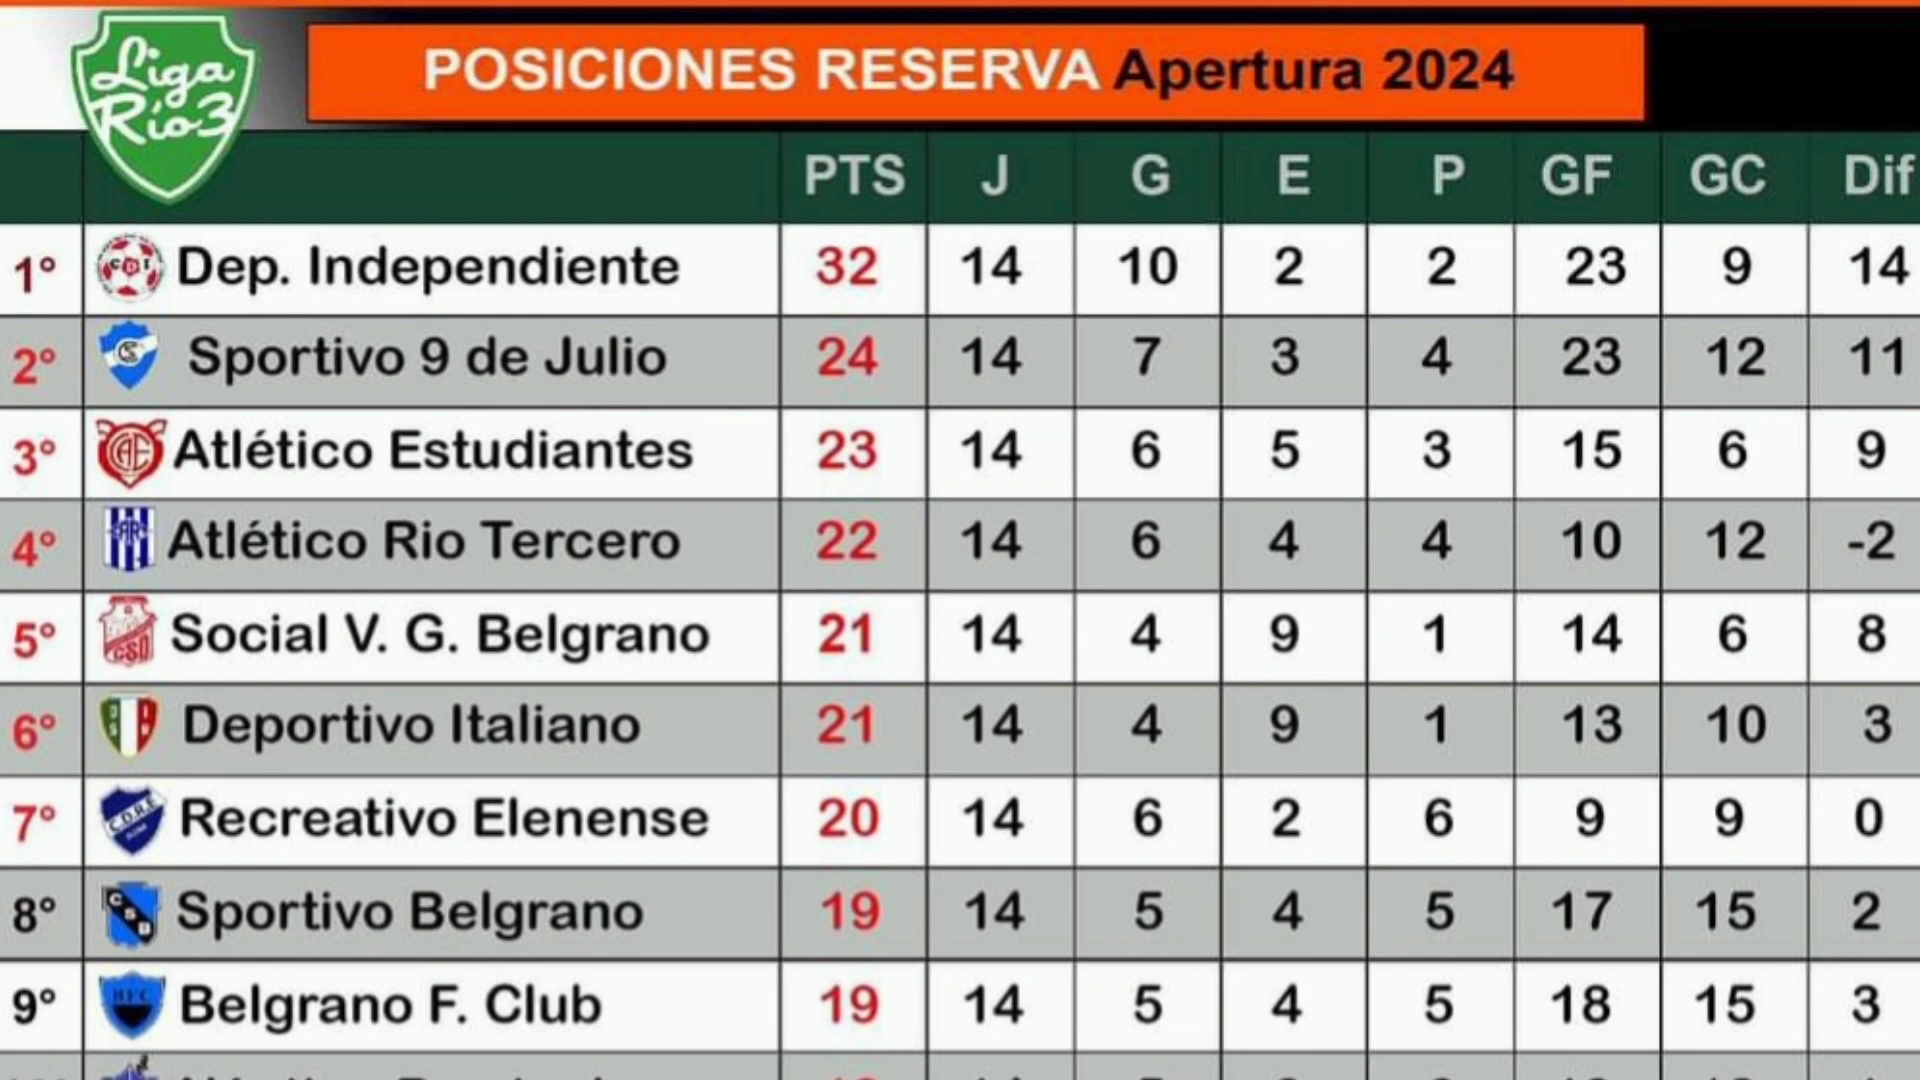 Liga
Río3
POSICIONES RESERVA Apertura 2024
PTS J G E P GF GC Dif
1° Dep. Independiente 32 14 10 2 2 23 9 14
2° Sportivo 9 de Julio 24 14 7 3 4 23 12 11
3° Atlético Estudiantes 23 14 6 5 3 15 6 9
4° Atlético Rio Tercero 22 14 6 4 4 10 12 -2
5° Social V. G. Belgrano 21 14 4 9 1 14 6 8
6° Deportivo Italiano 21 14 4 9 1 13 10 3
7° Recreativo Elenense 20 14 6 2 6 9 9 0
8° Sportivo Belgrano 19 14 5 4 5 17 15 2
9° Belgrano F. Club 19 14 5 4 5 18 15 3